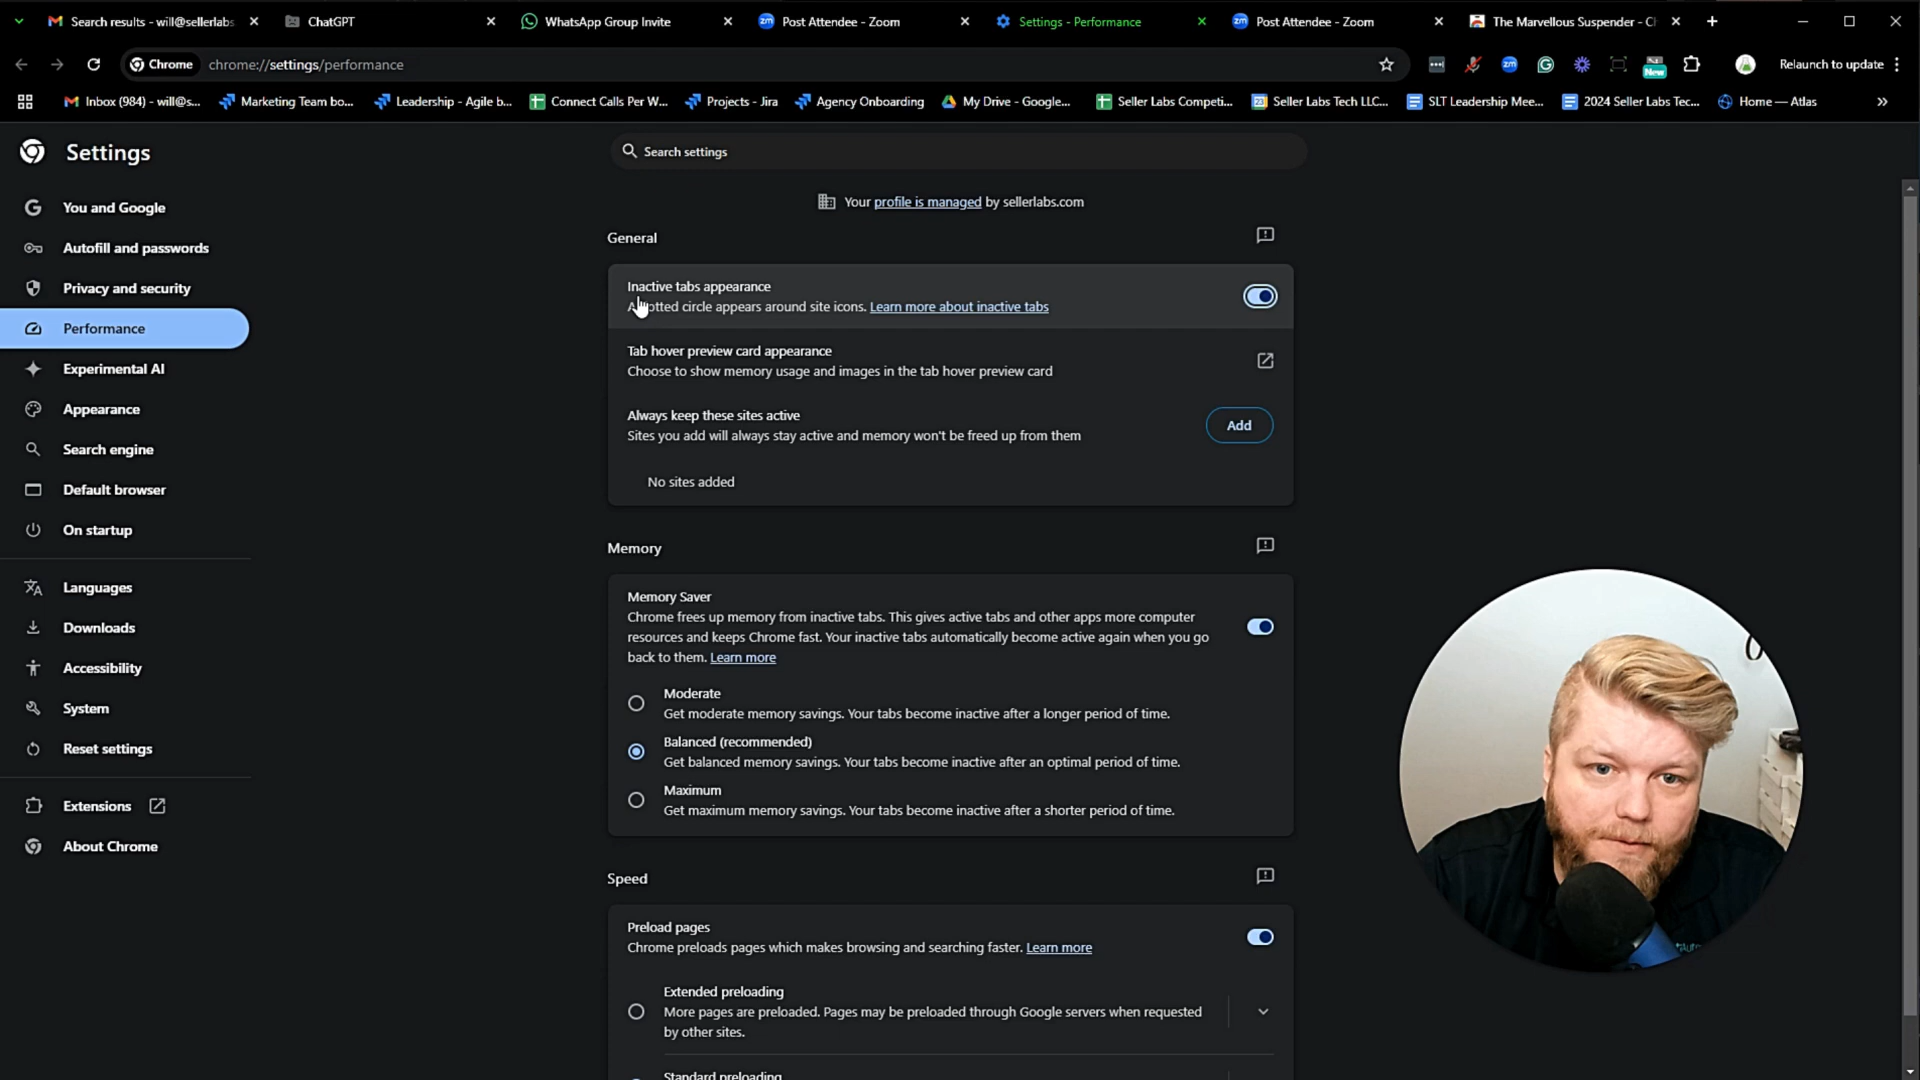 Search results - will@sellerlabs
ChatGPT
WhatsApp Group Invite
Post Attendee - Zoom
Settings - Performance
Post Attendee - Zoom
The Marvellous Suspender - C
Chrome
chrome://settings/performance
New
Relaunch to update
Inbox (984) - will@s...
Marketing Team bo...
Leadership - Agile b...
Connect Calls Per W...
Projects - Jira
Agency Onboarding
My Drive - Google...
Seller Labs Competi...
Seller Labs Tech LLC...
SLT Leadership Mee...
2024 Seller Labs Tec...
Home — Atlas
Settings
Search settings
You and Google
Autofill and passwords
Privacy and security
Performance
Experimental AI
Appearance
Search engine
Default browser
On startup
Languages
Downloads
Accessibility
System
Reset settings
Extensions
About Chrome
Your profile is managed by sellerlabs.com
General
Inactive tabs appearance
A dotted circle appears around site icons. Learn more about inactive tabs
Tab hover preview card appearance
Choose to show memory usage and images in the tab hover preview card
Always keep these sites active
Sites you add will always stay active and memory won't be freed up from them
Add
No sites added
Memory
Memory Saver
Chrome frees up memory from inactive tabs. This gives active tabs and other apps more computer
resources and keeps Chrome fast. Your inactive tabs automatically become active again when you go
back to them. Learn more
Moderate
Get moderate memory savings. Your tabs become inactive after a longer period of time.
Balanced (recommended)
Get balanced memory savings. Your tabs become inactive after an optimal period of time.
Maximum
Get maximum memory savings. Your tabs become inactive after a shorter period of time.
Speed
Preload pages
Chrome preloads pages which makes browsing and searching faster. Learn more
Extended preloading
More pages are preloaded. Pages may be preloaded through Google servers when requested
by other sites.
Standard preloading